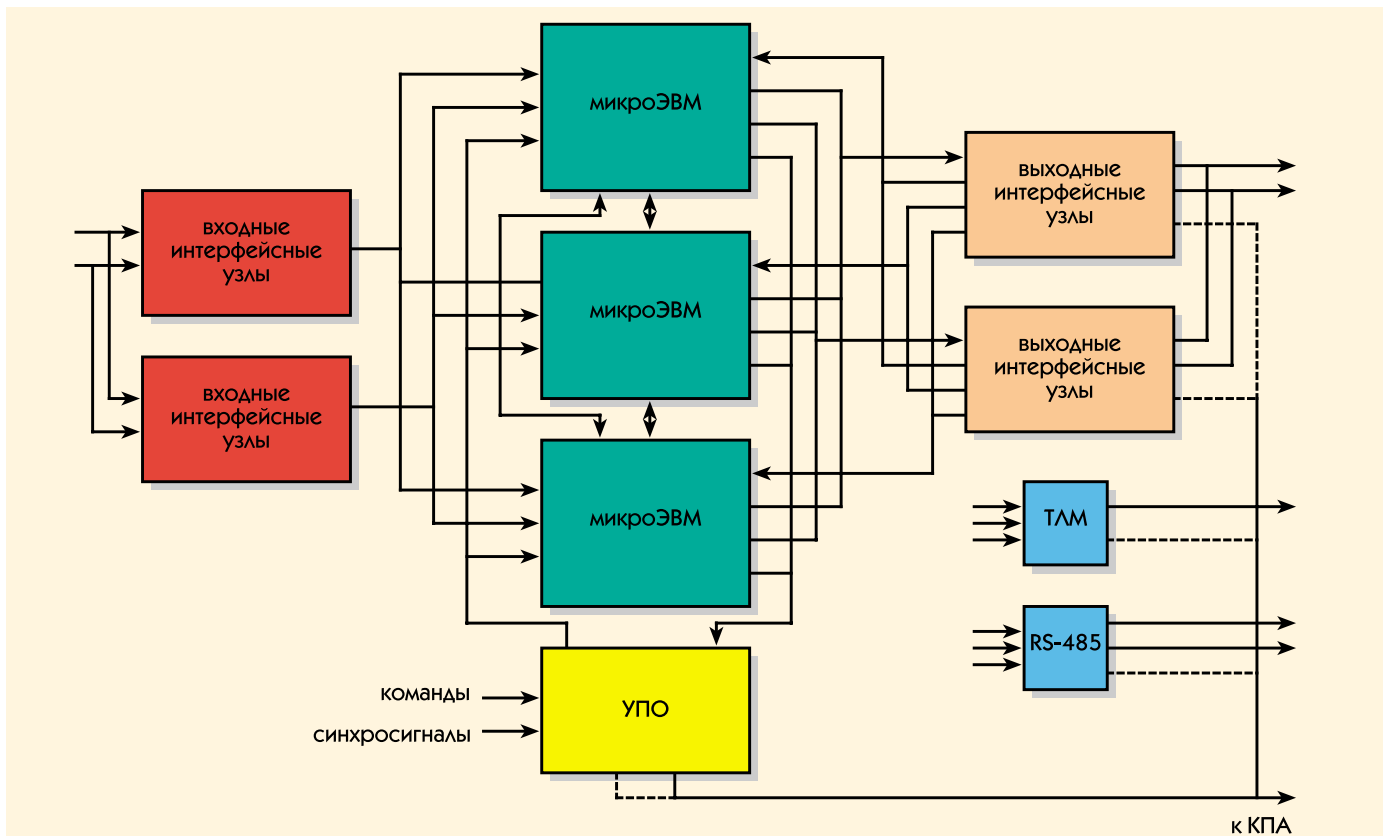 микроЭВМ
входные
интерфейсные
узлы
выходные
интерфейсные
узлы
микроЭВМ
входные
интерфейсные
узлы
выходные
интерфейсные
узлы
микроЭВМ
ТЛМ
RS-485
команды
синхросигналы
УПО
к КПА